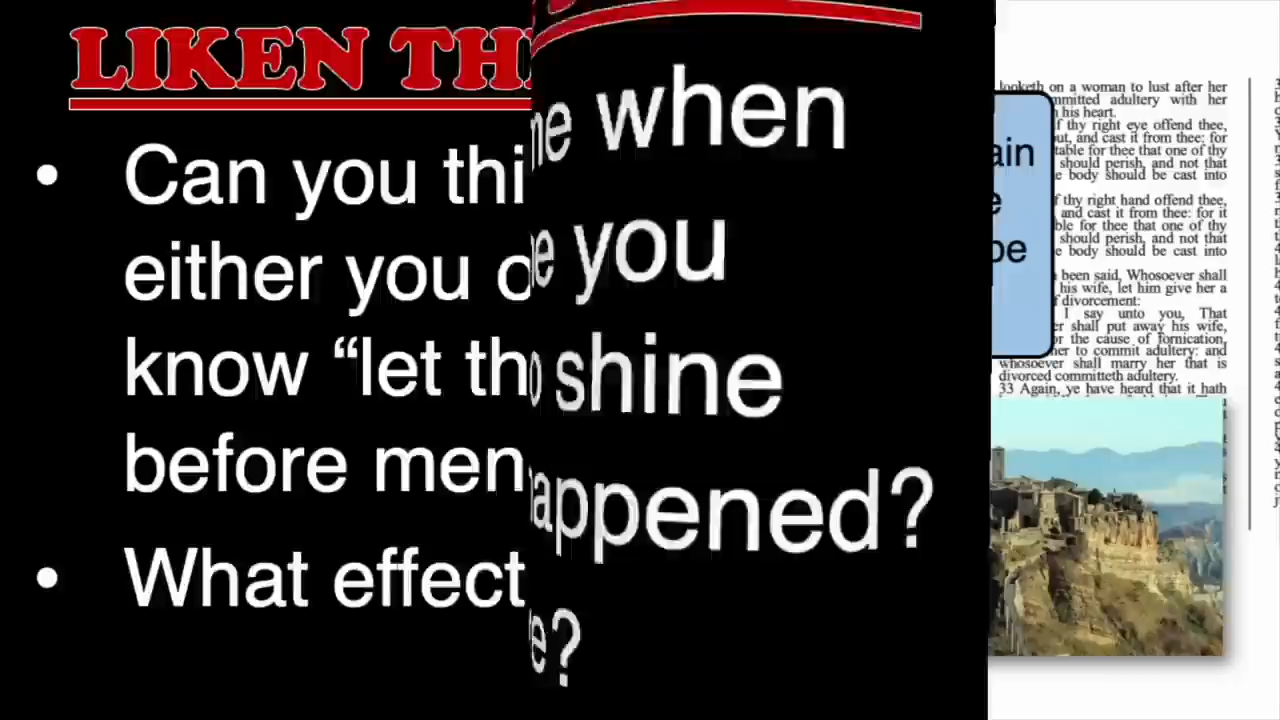 LIKEN TH
• Can you thi
either you
know “let th
before men
• What effect
me when
e you
shine
appened?
e?
ain
e
be
looketh on a woman to lust after her
mmitted adultery with her
his heart.
f thy right eye offend thee,
out, and cast it from thee: for
table for thee that one of thy
should perish, and not that
e body should be cast into
f thy right hand offend thee,
and cast it from thee: for it
ble for thee that one of thy
should perish, and not that
e body should be cast into
been said, Whosoever shall
his wife, let him give her a
f divorcement:
I say unto you, That
er shall put away his wife,
or the cause of fornication,
her to commit adultery: and
whosoever shall marry her that is
divorced committeth adultery.
33 Again, ye have heard that it hath